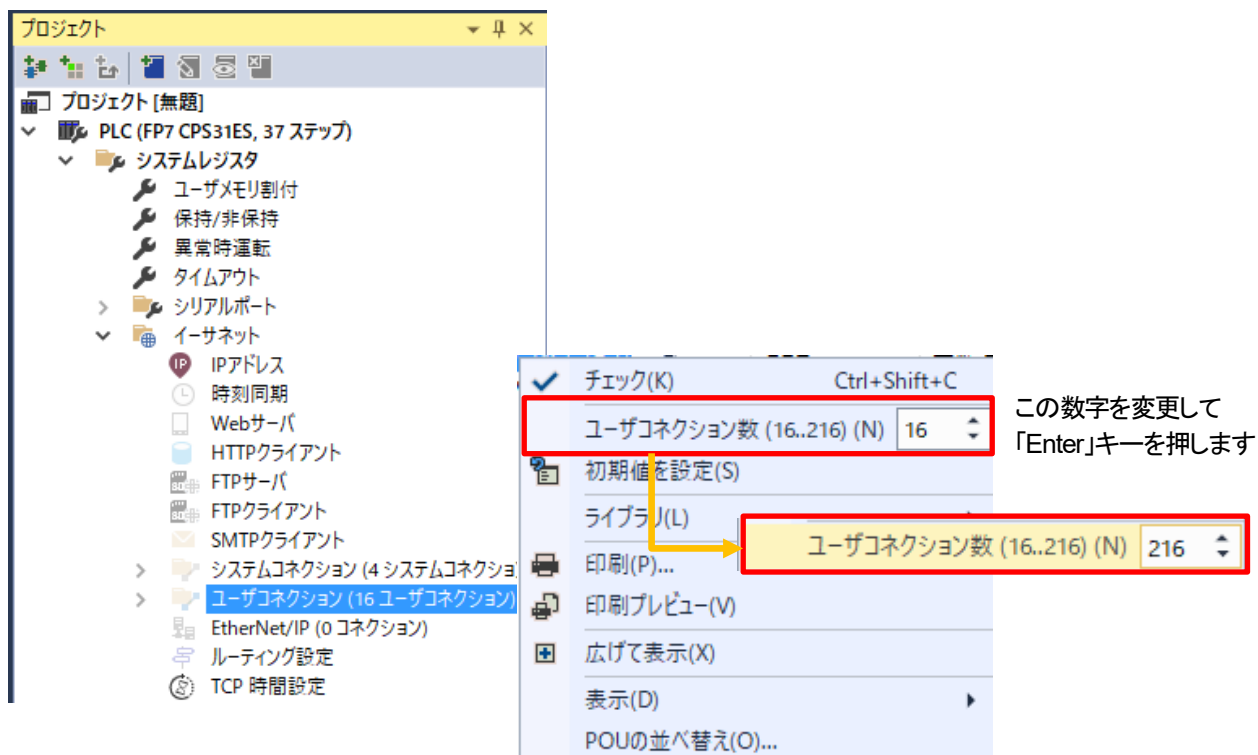 プロジェクト
プロジェクト [無題]
PLC (FP7 CPS31ES, 37 ステップ)
システムレジスタ
ユーザメモリ割付
保持/非保持
異常時運転
タイムアウト
シリアルポート
イーサネット
IP IPアドレス
時刻同期
Webサーバ
HTTPクライアント
FTPサーバ
FTPクライアント
SMTPクライアント
システムコネクション (4 システムコネクショ
ユーザコネクション (16 ユーザコネクション)
EtherNet/IP (0 コネクション)
ルーティング設定
TCP 時間設定
チェック(K) Ctrl+Shift+C
ユーザコネクション数 (16..216) (N) 16
初期値を設定(S)
ライブラリ(L)
印刷(P)...
印刷プレビュー(V)
広げて表示(X)
表示(D)
POUの並べ替え(O)...
この数字を変更して
「Enter」キーを押します
ユーザコネクション数 (16..216) (N) 216